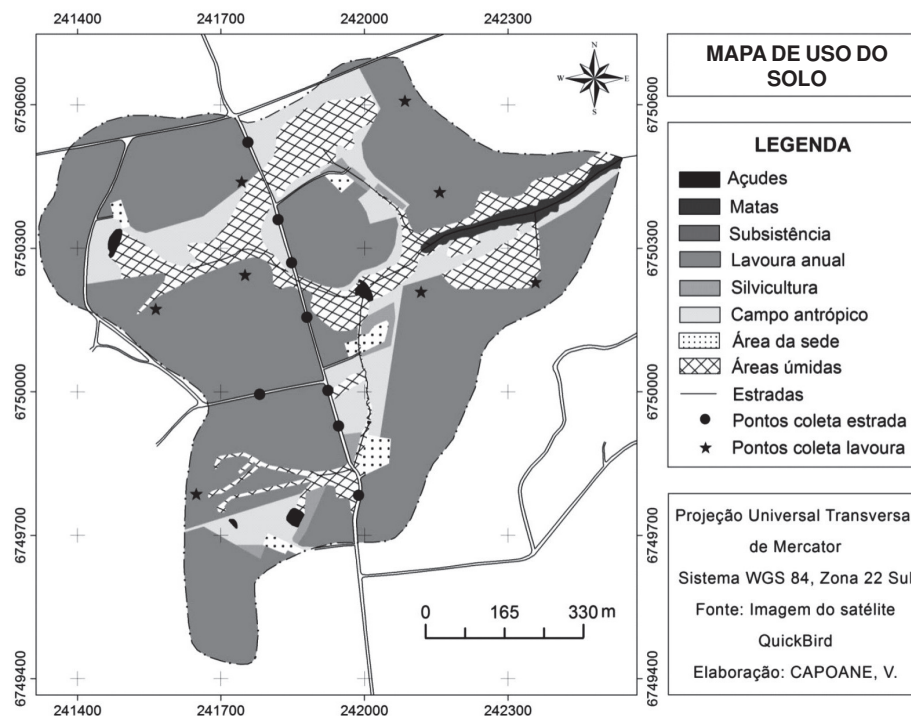 241400 241700 242000 242300
6750600
6750300
6750000
6749700
6749400
N
W E
S
0 165 330 m
241400 241700 242000 242300
6750600
6750300
6750000
6749700
6749400
MAPA DE USO DO
SOLO
LEGENDA
Açudes
Matas
Subsistência
Lavoura anual
Silvicultura
Campo antrópico
Área da sede
Áreas úmidas
Estradas
Pontos coleta estrada
Pontos coleta lavoura
Projeção Universal Transversa
de Mercator
Sistema WGS 84, Zona 22 Sul
Fonte: Imagem do satélite
QuickBird
Elaboração: CAPOANE, V.